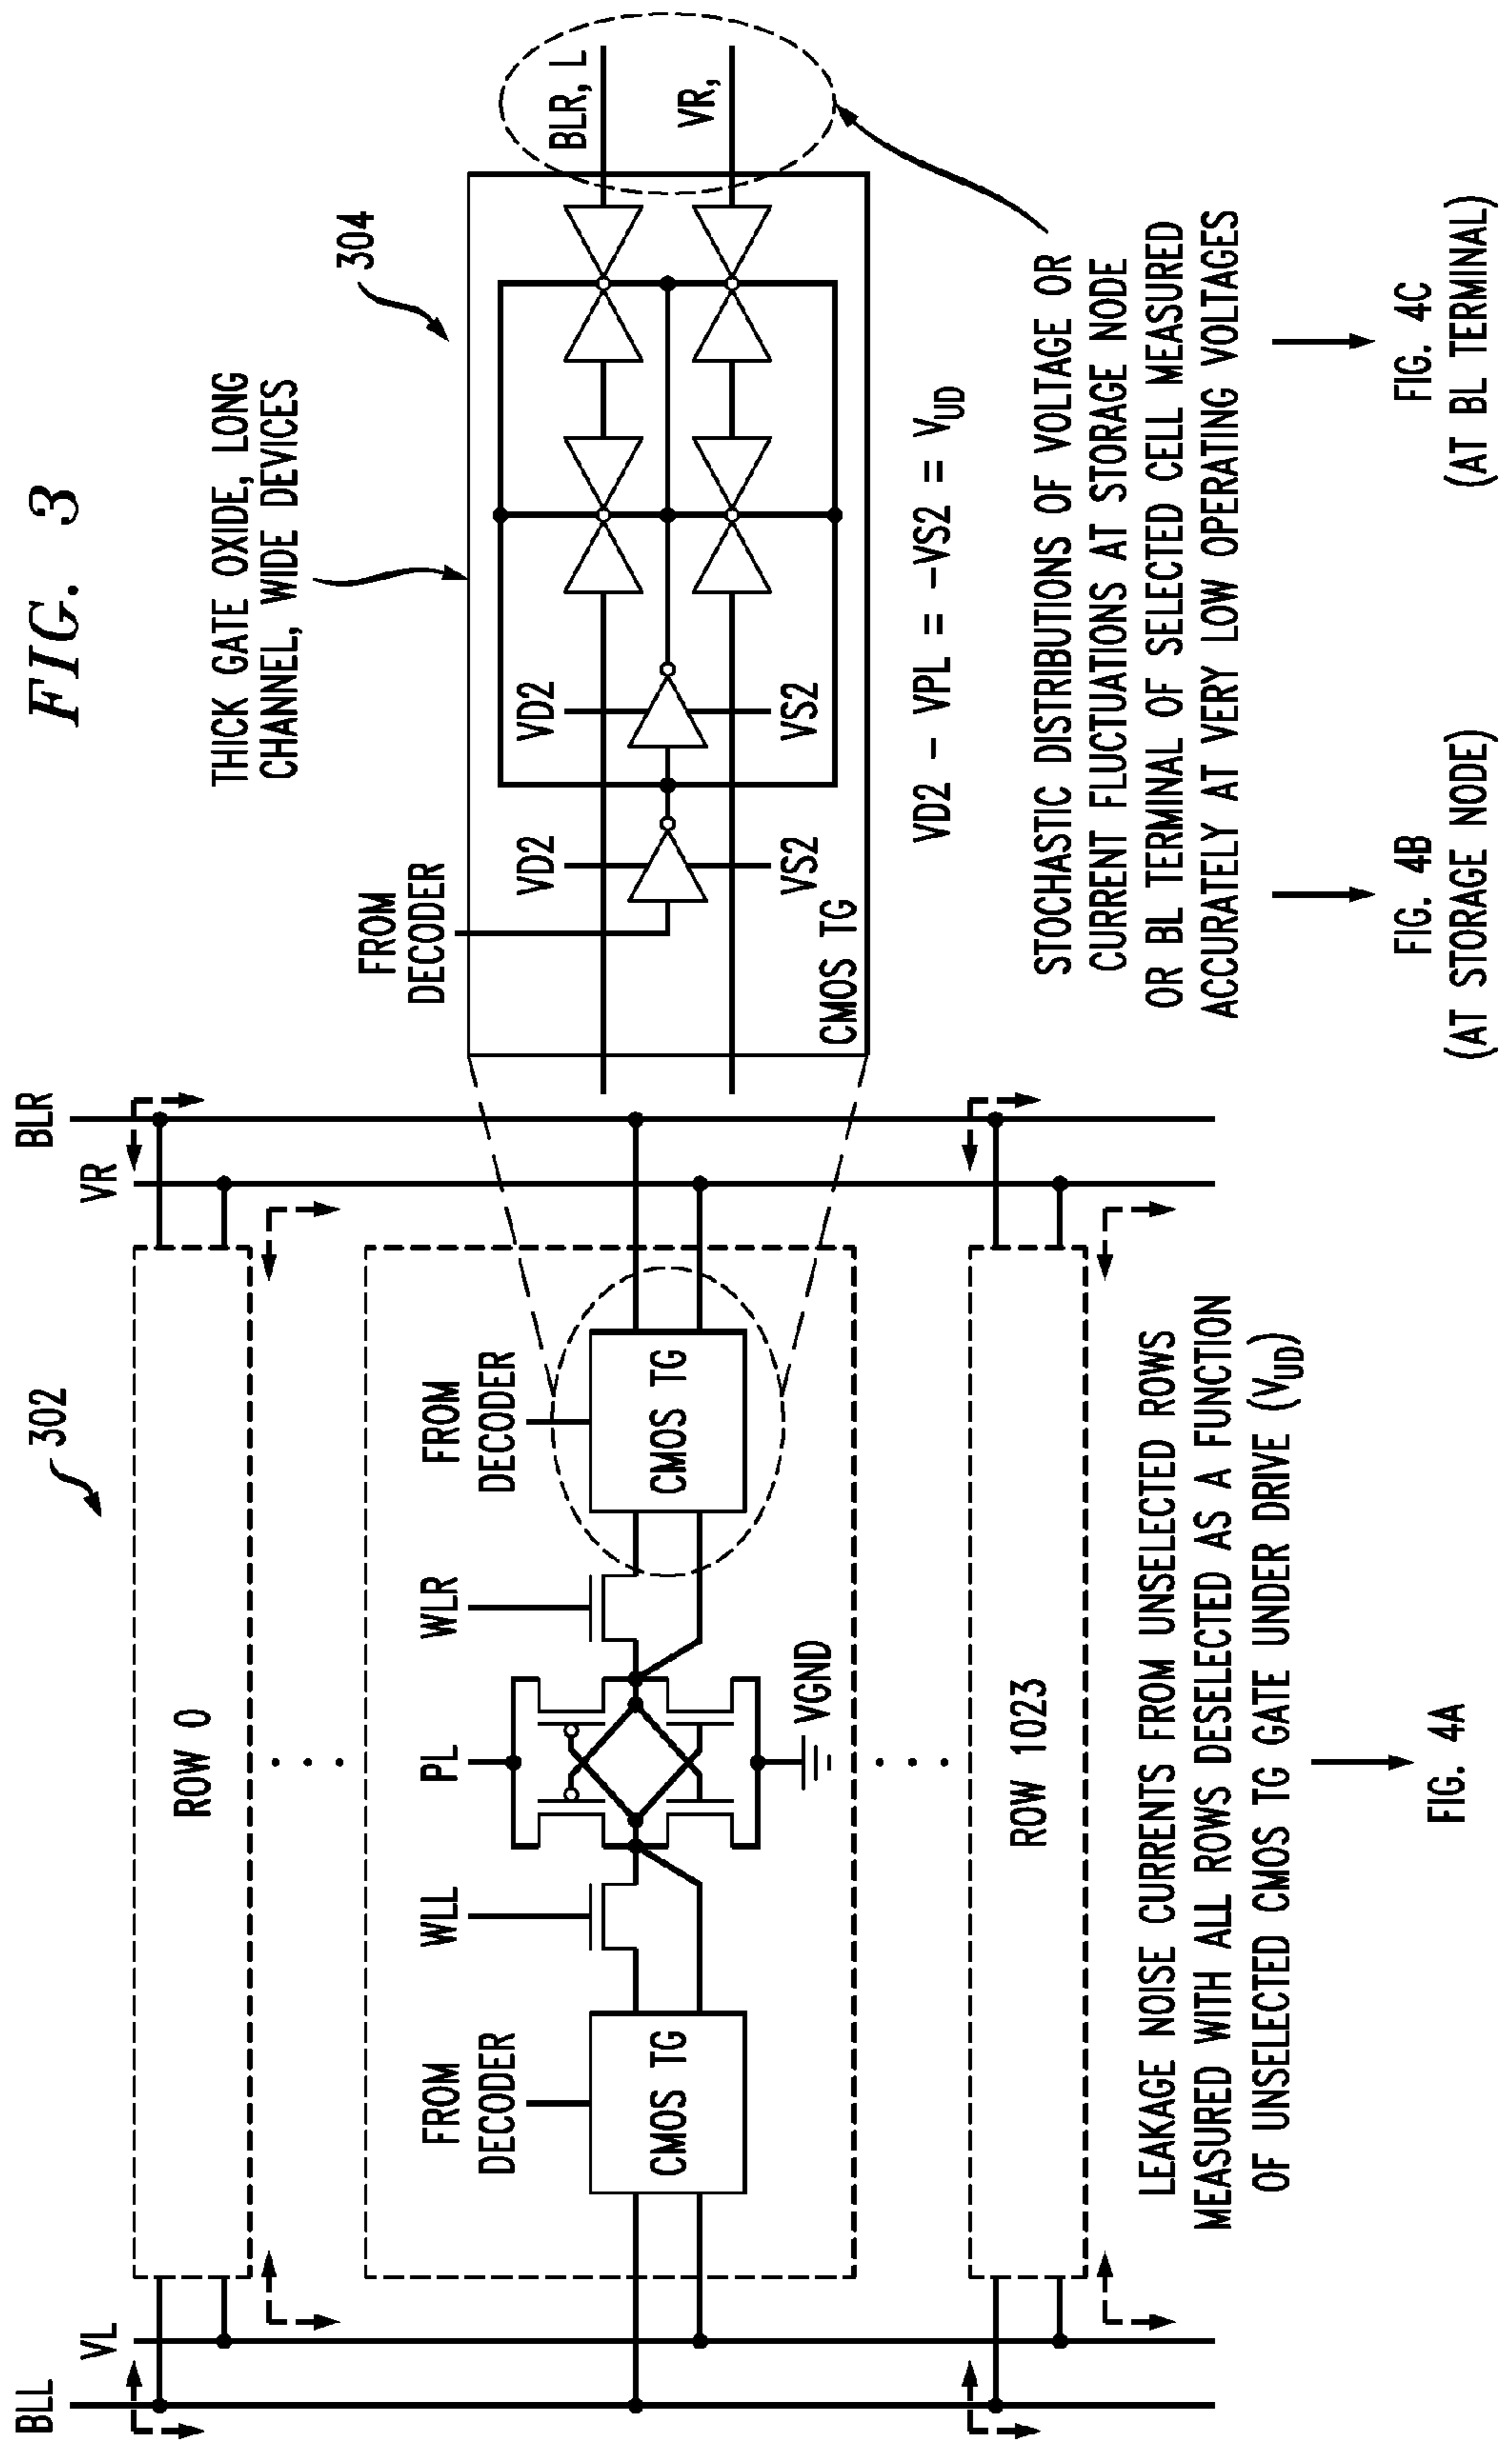 FIG. 3
302
BLL
VL
VR
BLR
ROW 0
FROM
DECODER
CMOS TG
WLL
PL
WLR
FROM
DECODER
CMOS TG
VGND
ROW 1023
LEAKAGE NOISE CURRENTS FROM UNSELECTED ROWS
MEASURED WITH ALL ROWS DESELECTED AS A FUNCTION
OF UNSELECTED CMOS TG GATE UNDER DRIVE (VUD)
FIG. 4A
THICK GATE OXIDE, LONG
CHANNEL, WIDE DEVICES
304
FROM
DECODER
VD2
VD2
VS2
VS2
BLR, L
VR,
CMOS TG
VD2 - VPL = -VS2 = VUD
STOCHASTIC DISTRIBUTIONS OF VOLTAGE OR
CURRENT FLUCTUATIONS AT STORAGE NODE
OR BL TERMINAL OF SELECTED CELL MEASURED
ACCURATELY AT VERY LOW OPERATING VOLTAGES
FIG. 4B
(AT STORAGE NODE)
FIG. 4C
(AT BL TERMINAL)